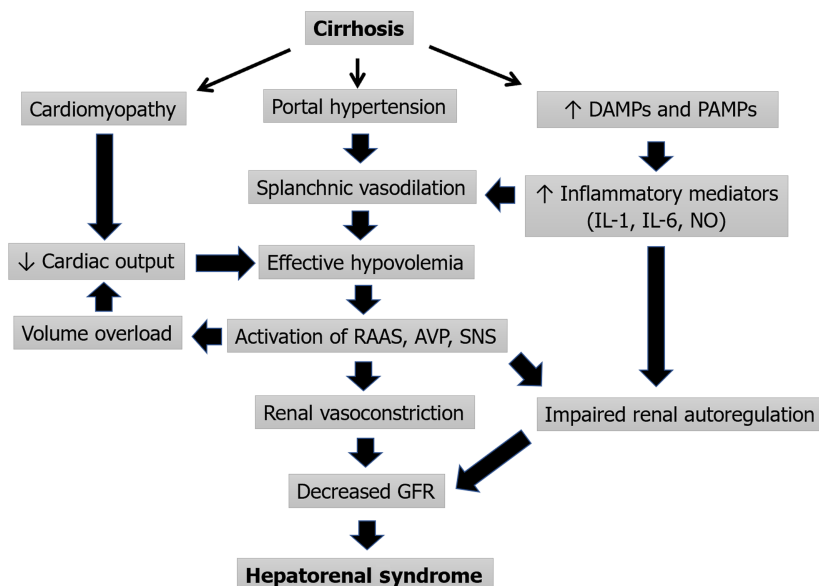 Cirrhosis
Cardiomyopathy
Portal hypertension
↑ DAMPs and PAMPs
Splanchnic vasodilation
↑ Inflammatory mediators
(IL-1, IL-6, NO)
↓ Cardiac output
Effective hypovolemia
Volume overload
Activation of RAAS, AVP, SNS
Renal vasoconstriction
Impaired renal autoregulation
Decreased GFR
Hepatorenal syndrome